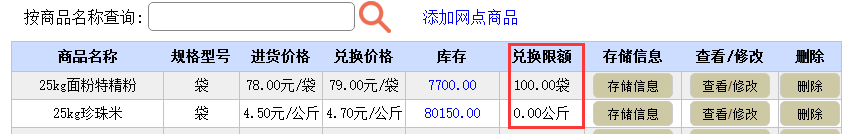 按商品名称查询: 添加网点商品
商品名称 规格型号 进货价格 兑换价格 库存 兑换限额 存储信息 查看/修改 删除
25kg面粉特精粉 袋 78.00元/袋 79.00元/袋 7700.00 100.00袋 存储信息 查看/修改 删除
25kg珍珠米 袋 4.50元/公斤 4.70元/公斤 80150.00 0.00公斤 存储信息 查看/修改 删除